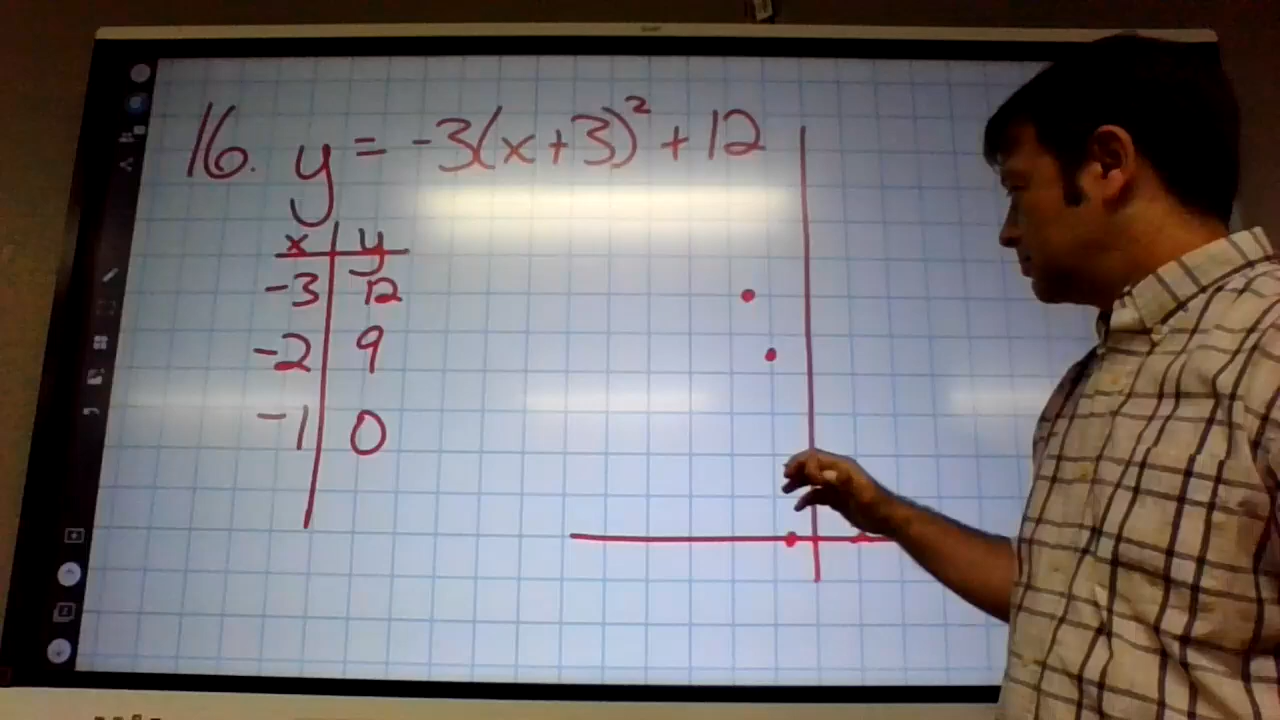 16. y = -3(x+3)² + 12
x y
-3 12
-2 9
-1 0